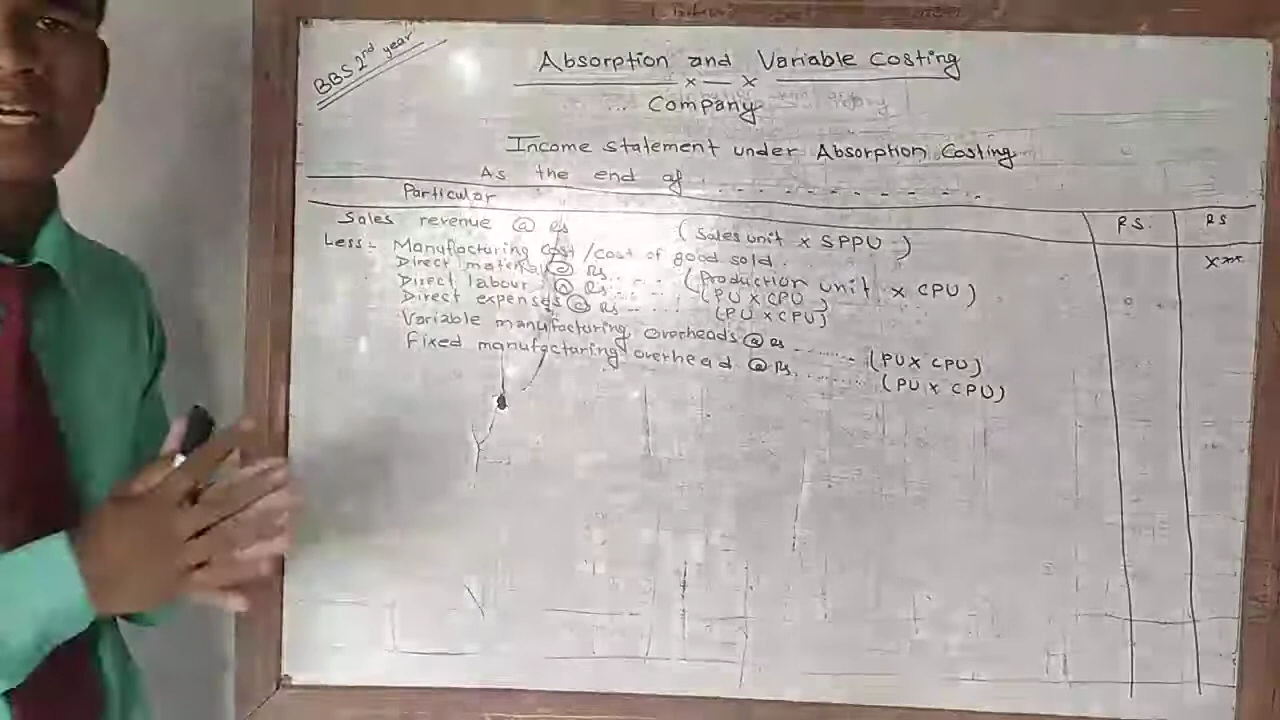 BBS 2nd year
Absorption and Variable Costing
x — x
... Company
Income statement under Absorption Costing
As the end of . . . . . . . . . . . .
Particular RS. RS
Sales revenue @ Rs (Sales unit x SPPU) xxx
Less:- Manufacturing cost / cost of good sold.
Direct material @ Rs.... (Production unit x CPU)
Direct labour @ Rs....... (PU x CPU)
Direct expenses @ Rs...... (PU x CPU)
Variable manufacturing overheads @ Rs ........ (PU x CPU)
Fixed manufacturing overhead @ Rs. ......... (PU x CPU)